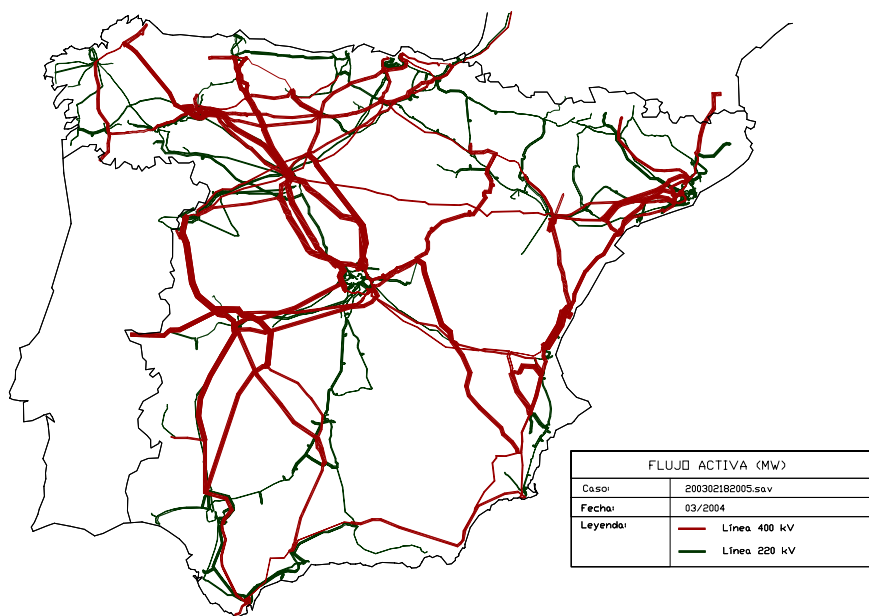 FLUJO ACTIVA (MW)
Caso: 200302182005.sav
Fecha: 03/2004
Leyenda: Línea 400 kV
Línea 220 kV